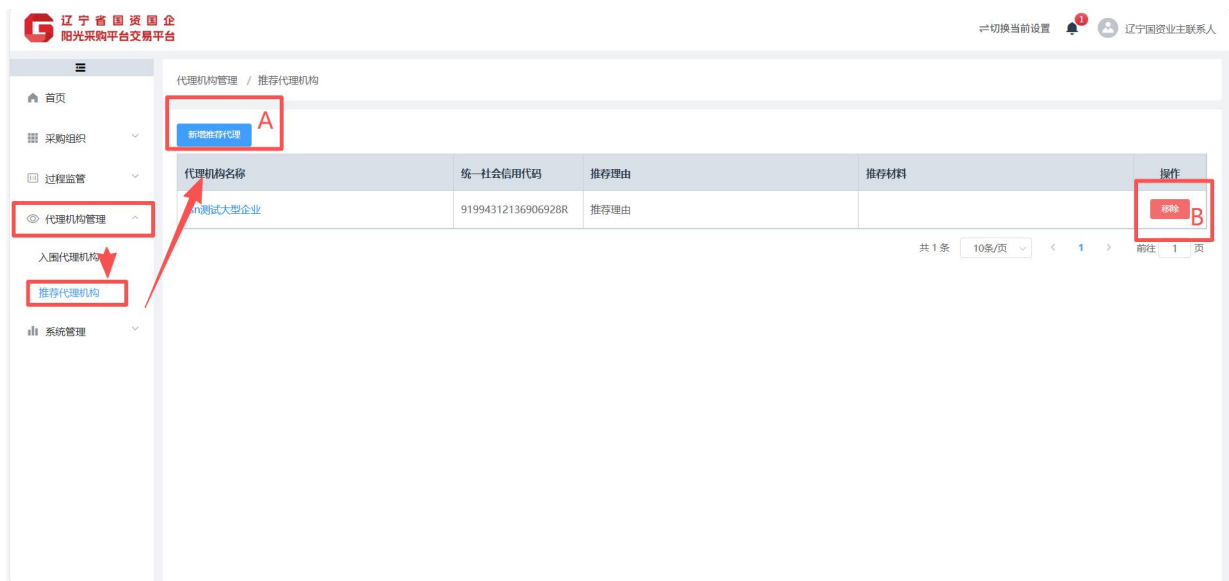 辽宁省国资国企
阳光采购平台交易平台
切换当前设置 1 辽宁国资业主联系人
首页
采购组织
过程监管
代理机构管理
入围代理机构
推荐代理机构
系统管理
代理机构管理 / 推荐代理机构
新增推荐代理 A
代理机构名称 统一社会信用代码 推荐理由 推荐材料 操作
n测试大型企业 91994312136906928R 推荐理由 移除 B
共 1 条 10条/页 < 1 > 前往 1 页